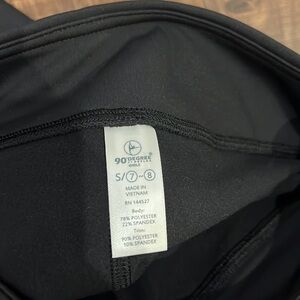 90 DEGREE
BY REFLEX
GIRLS
S/7-8
MADE IN
VIETNAM
RN 144527
Body:
78% POLYESTER
22% SPANDEX
Trim:
90% POLYESTER
10% SPANDEX